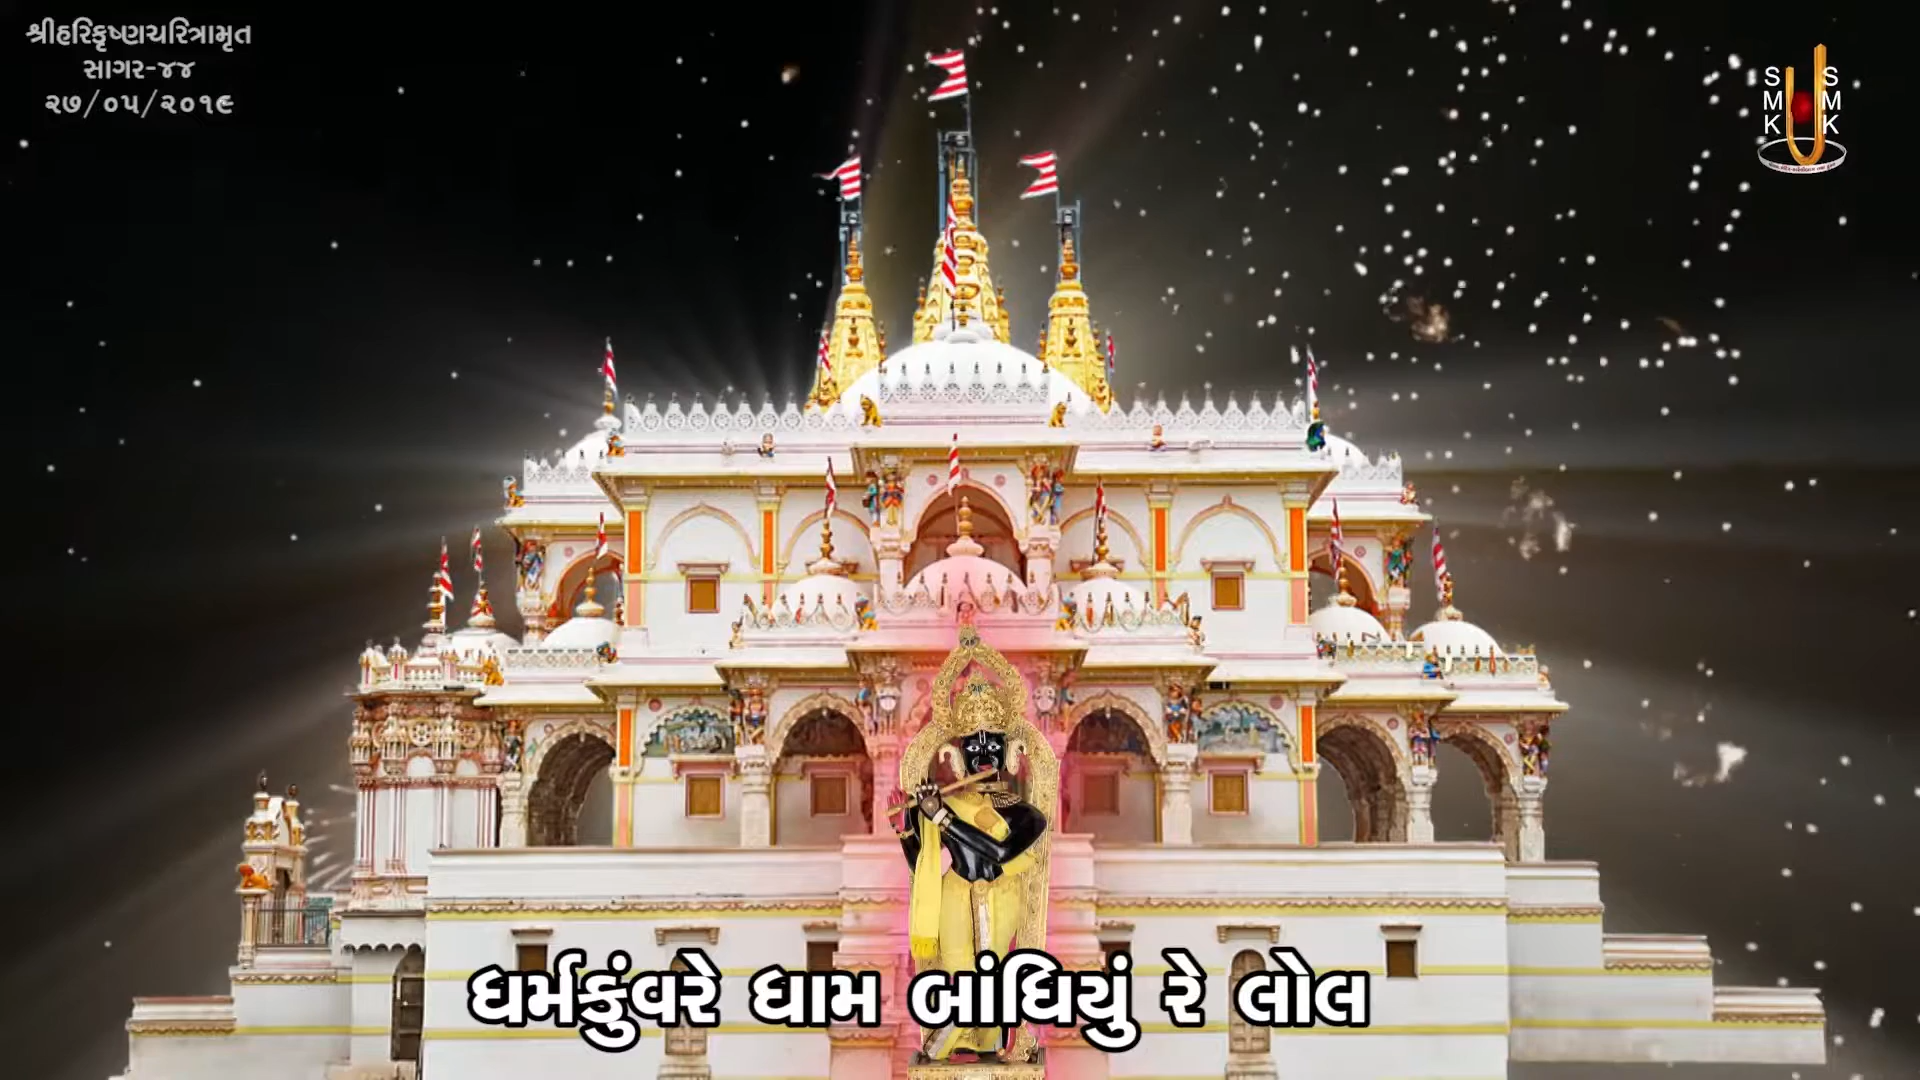 શ્રીહરિકૃષ્ણચરિત્રામૃત
સાગર-૪૪
૨૭/૦૫/૨૦૧૯
S S
M M
K K
ધર્મકુંવરે ધામ બાંધિયું રે લોલ